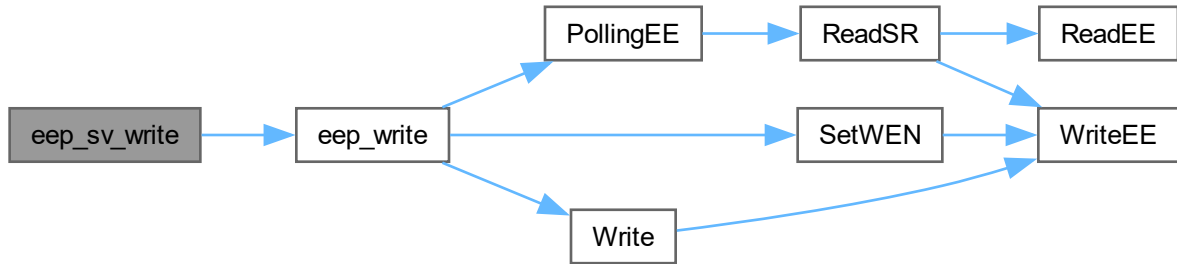 PollingEE
ReadSR
ReadEE
eep_sv_write
eep_write
SetWEN
WriteEE
Write